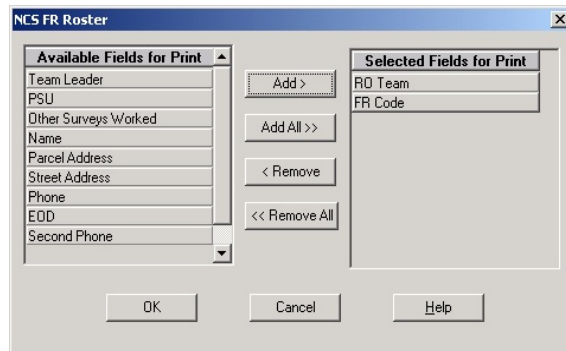 NCS FR Roster
Available Fields for Print
Team Leader
PSU
Other Surveys Worked
Name
Parcel Address
Street Address
Phone
EOD
Second Phone
Add >
Add All >>
< Remove
<< Remove All
Selected Fields for Print
RO Team
FR Code
OK
Cancel
Help